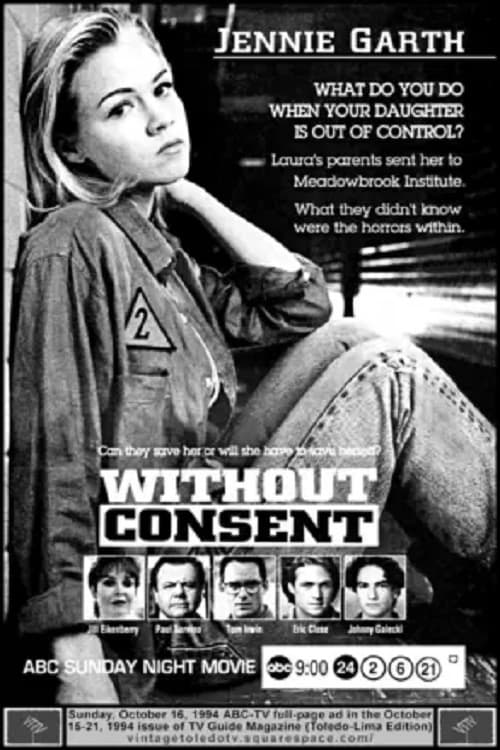 JENNIE GARTH
WHAT DO YOU DO
WHEN YOUR DAUGHTER
IS OUT OF CONTROL?
Laura's parents sent her to
Meadowbrook Institute.
What they didn't know
were the horrors within.
2
Can they save her or will she have to save herself?
WITHOUT
CONSENT
Jill Eikenberry Paul Sorvino Tom Irwin Eric Close Johnny Galecki
ABC SUNDAY NIGHT MOVIE abc 9:00 24 2 6 21
Sunday, October 16, 1994 ABC-TV full-page ad in the October
15-21, 1994 issue of TV Guide Magazine (Toledo-Lima Edition)
vintagetoledotv.squarespace.com/